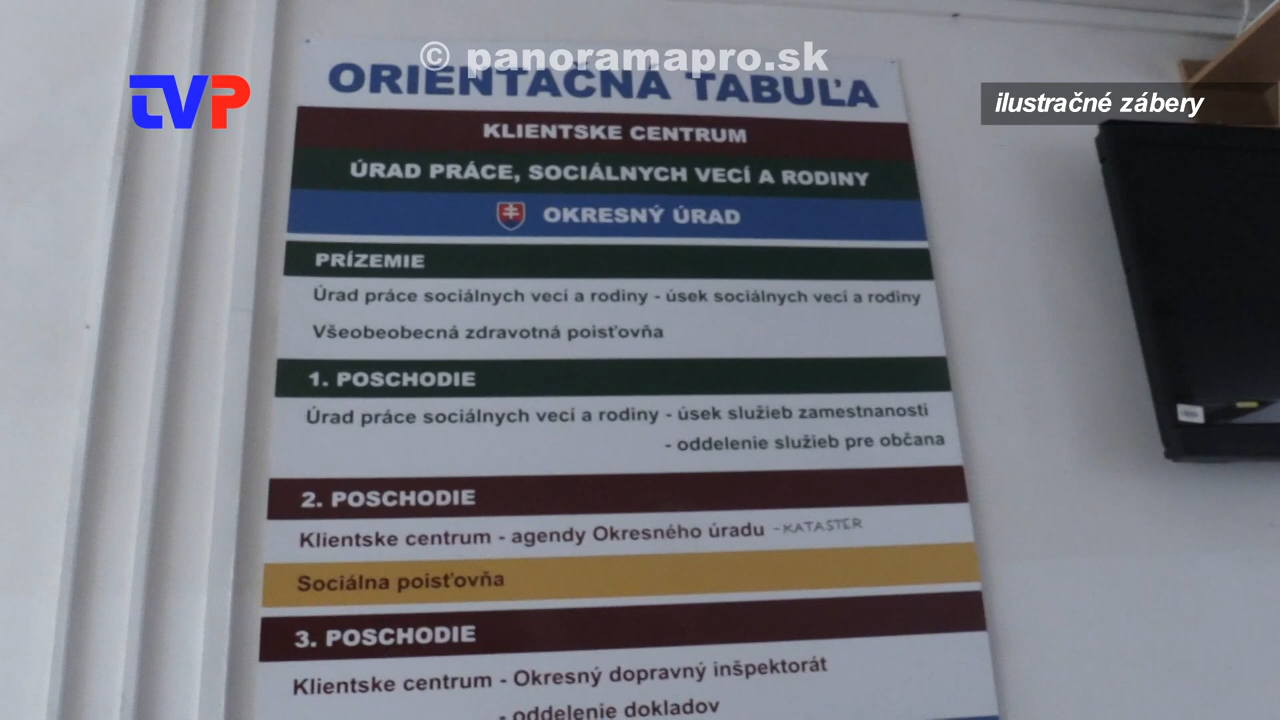 © panoramapro.sk
TVP
ilustračné zábery
ORIENTAČNÁ TABUĽA
KLIENTSKE CENTRUM
ÚRAD PRÁCE, SOCIÁLNYCH VECÍ A RODINY
OKRESNÝ ÚRAD
PRÍZEMIE
Úrad práce sociálnych vecí a rodiny - úsek sociálnych vecí a rodiny
Všeobeobecná zdravotná poisťovňa
1. POSCHODIE
Úrad práce sociálnych vecí a rodiny - úsek služieb zamestnanosti
- oddelenie služieb pre občana
2. POSCHODIE
Klientske centrum - agendy Okresného úradu - KATASTER
Sociálna poisťovňa
3. POSCHODIE
Klientske centrum - Okresný dopravný inšpektorát
- oddelenie dokladov